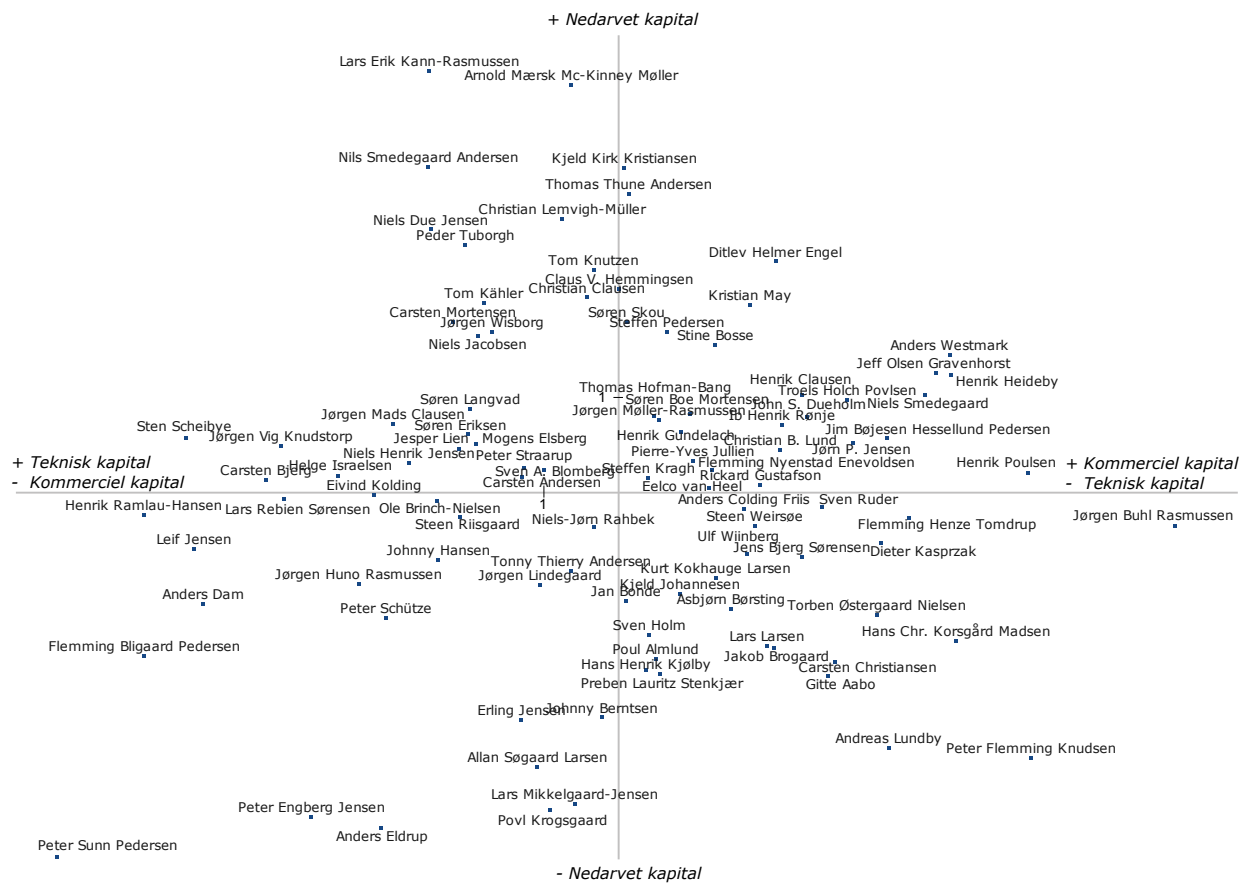 + Nedarvet kapital
Lars Erik Kann-Rasmussen
Arnold Mærsk Mc-Kinney Møller
Nils Smedegaard Andersen
Kjeld Kirk Kristiansen
Thomas Thune Andersen
Christian Lemvigh-Müller
Niels Due Jensen
Peder Tuborgh
Ditlev Helmer Engel
Tom Knutzen
Claus V. Hemmingsen
Christian Clausen
Tom Kähler
Kristian May
Carsten Mortensen
Søren Skou
Jørgen Wisborg
Steffen Pedersen
Stine Bosse
Niels Jacobsen
Anders Westmark
Jeff Olsen Gravenhorst
Henrik Clausen
Henrik Heideby
Thomas Hofman-Bang
Troels Holch Povlsen
Søren Langvad
1
Søren Boe Mortensen
John S. Dueholm
Niels Smedegaard
Jørgen Mads Clausen
Jørgen Møller-Rasmussen
Ib Henrik Rønje
Sten Scheibye
Søren Eriksen
Jim Bøjesen Hessellund Pedersen
Jørgen Vig Knudstorp
Jesper Lien
Mogens Elsberg
Henrik Gundelach
Christian B. Lund
Niels Henrik Jensen
Peter Straarup
Pierre-Yves Jullien
Jørn P. Jensen
+ Teknisk kapital
Helge Israelsen
Carsten Bjerg
Sven A. Blomberg
Steffen Kragh
Flemming Nyenstad Enevoldsen
Henrik Poulsen
+ Kommerciel kapital
- Kommerciel kapital
Eivind Kolding
Carsten Andersen
Eelco van Heel
Rickard Gustafson
- Teknisk kapital
Henrik Ramlau-Hansen
Lars Rebien Sørensen
Ole Brinch-Nielsen
1
Anders Colding Friis
Sven Ruder
Steen Riisgaard
Niels-Jørn Rahbek
Steen Weirsøe
Flemming Henze Tomdrup
Jørgen Buhl Rasmussen
Leif Jensen
Ulf Wiinberg
Johnny Hansen
Jens Bjerg Sørensen
Dieter Kasprzak
Tonny Thierry Andersen
Jørgen Huno Rasmussen
Jørgen Lindegaard
Kurt Kokhauge Larsen
Kjeld Johannesen
Anders Dam
Jan Bonde
Asbjørn Børsting
Peter Schütze
Torben Østergaard Nielsen
Sven Holm
Hans Chr. Korsgård Madsen
Flemming Bligaard Pedersen
Lars Larsen
Poul Almlund
Jakob Brogaard
Hans Henrik Kjølby
Carsten Christiansen
Preben Lauritz Stenkjær
Gitte Aabo
Erling Jensen
Johnny Berntsen
Andreas Lundby
Peter Flemming Knudsen
Allan Søgaard Larsen
Lars Mikkelgaard-Jensen
Peter Engberg Jensen
Povl Krogsgaard
Anders Eldrup
Peter Sunn Pedersen
- Nedarvet kapital